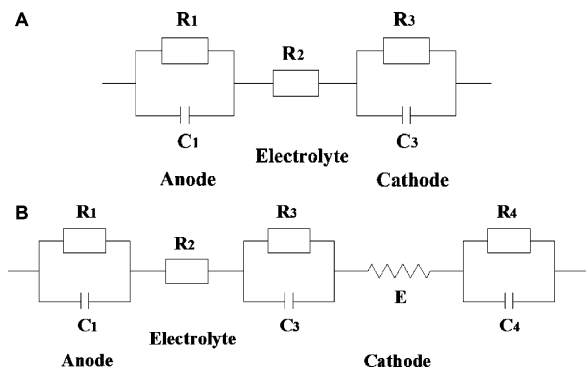 A
R1
R2
R3
C1
C3
Electrolyte
Anode
Cathode
B
R1
R2
R3
R4
C1
C3
E
C4
Electrolyte
Anode
Cathode